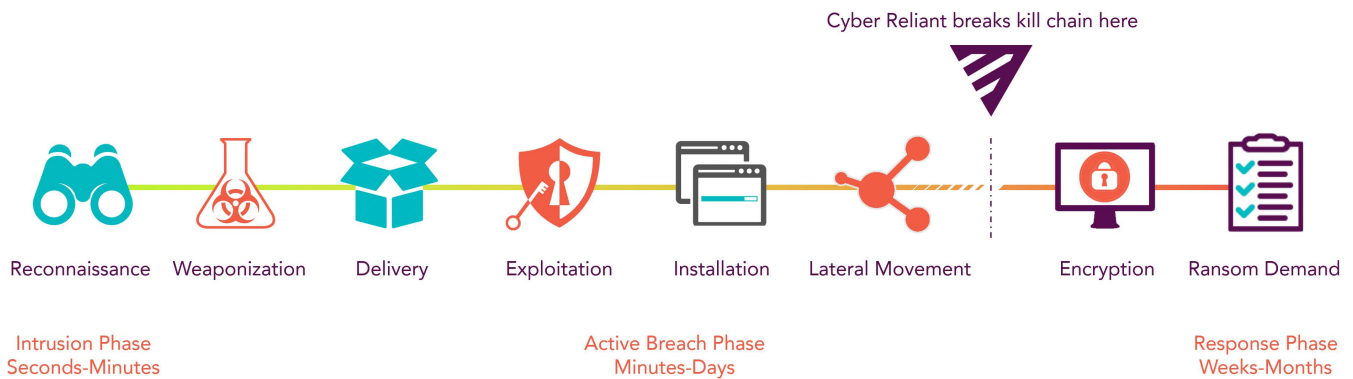 Cyber Reliant breaks kill chain here
Reconnaissance
Weaponization
Delivery
Exploitation
Installation
Lateral Movement
Encryption
Ransom Demand
Intrusion Phase
Seconds-Minutes
Active Breach Phase
Minutes-Days
Response Phase
Weeks-Months